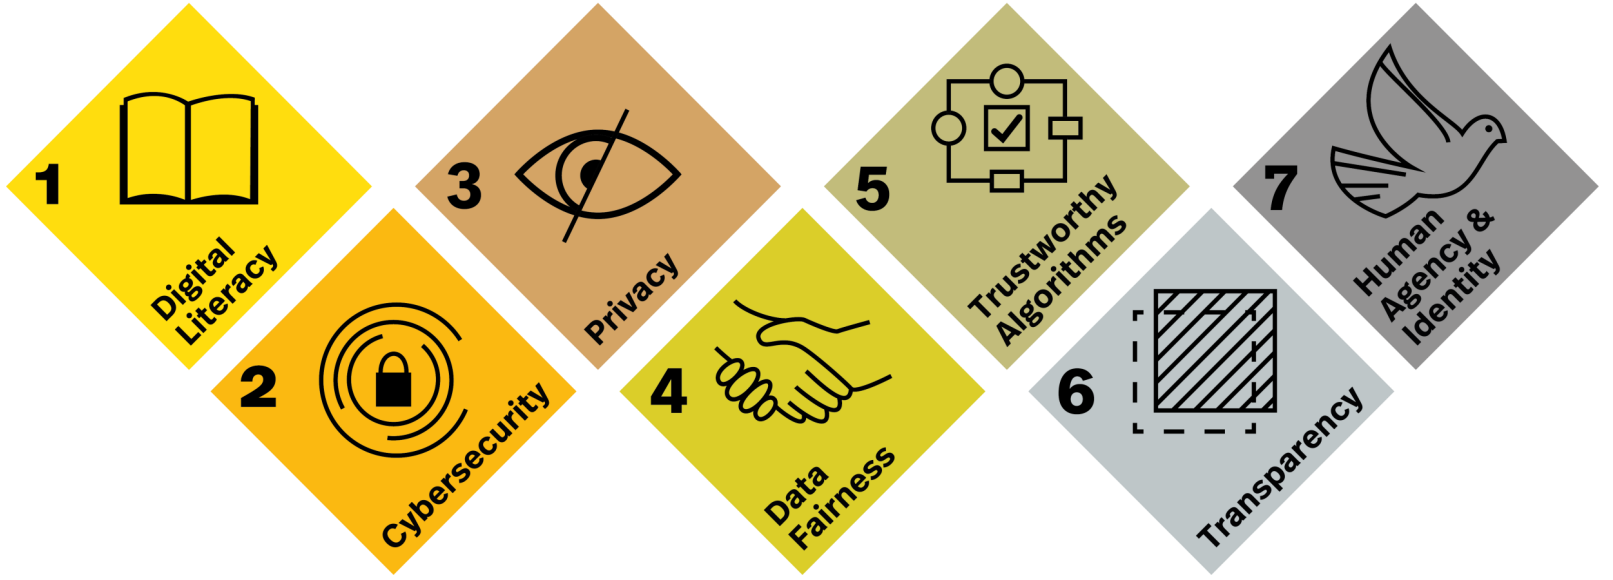 1
Digital
Literacy
2
Cybersecurity
3
Privacy
4
Data
Fairness
5
Trustworthy
Algorithms
6
Transparency
7
Human
Agency &
Identity